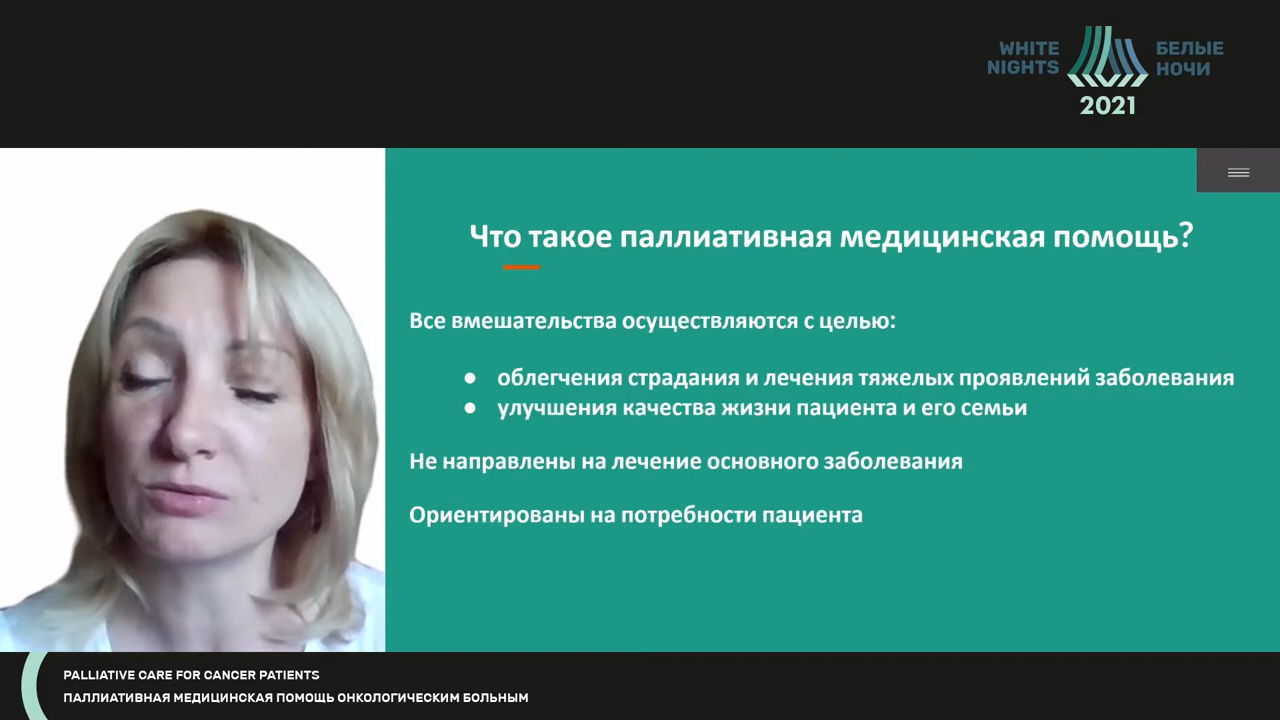 WHITE NIGHTS
БЕЛЫЕ НОЧИ
2021
Что такое паллиативная медицинская помощь?
Все вмешательства осуществляются с целью:
● облегчения страдания и лечения тяжелых проявлений заболевания
● улучшения качества жизни пациента и его семьи
Не направлены на лечение основного заболевания
Ориентированы на потребности пациента
PALLIATIVE CARE FOR CANCER PATIENTS
ПАЛЛИАТИВНАЯ МЕДИЦИНСКАЯ ПОМОЩЬ ОНКОЛОГИЧЕСКИМ БОЛЬНЫМ